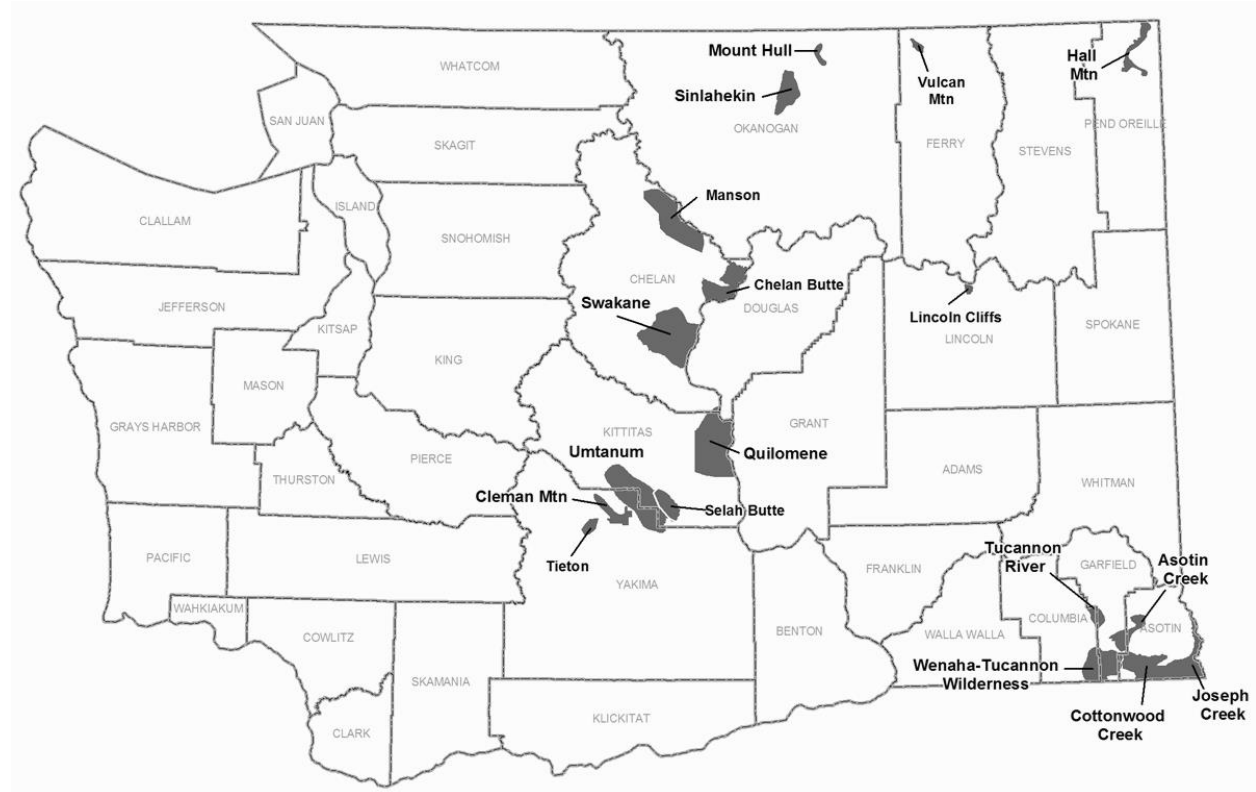 WHATCOM
Mount Hull
Vulcan
Mtn
Hall
Mtn
SAN JUAN
Sinlahekin
OKANOGAN
PEND OREILLE
SKAGIT
FERRY
STEVENS
ISLAND
Manson
CLALLAM
SNOHOMISH
CHELAN
Chelan Butte
JEFFERSON
Swakane
DOUGLAS
Lincoln Cliffs
KITSAP
SPOKANE
LINCOLN
KING
MASON
GRAYS HARBOR
KITTITAS
GRANT
Umtanum
Quilomene
PIERCE
ADAMS
THURSTON
WHITMAN
Cleman Mtn
Selah Butte
PACIFIC
LEWIS
Tieton
Tucannon
River
Asotin
Creek
YAKIMA
FRANKLIN
GARFIELD
WAHKIAKUM
COLUMBIA
ASOTIN
COWLITZ
BENTON
WALLA WALLA
Wenaha-Tucannon
Wilderness
SKAMANIA
Joseph
Creek
KLICKITAT
Cottonwood
Creek
CLARK